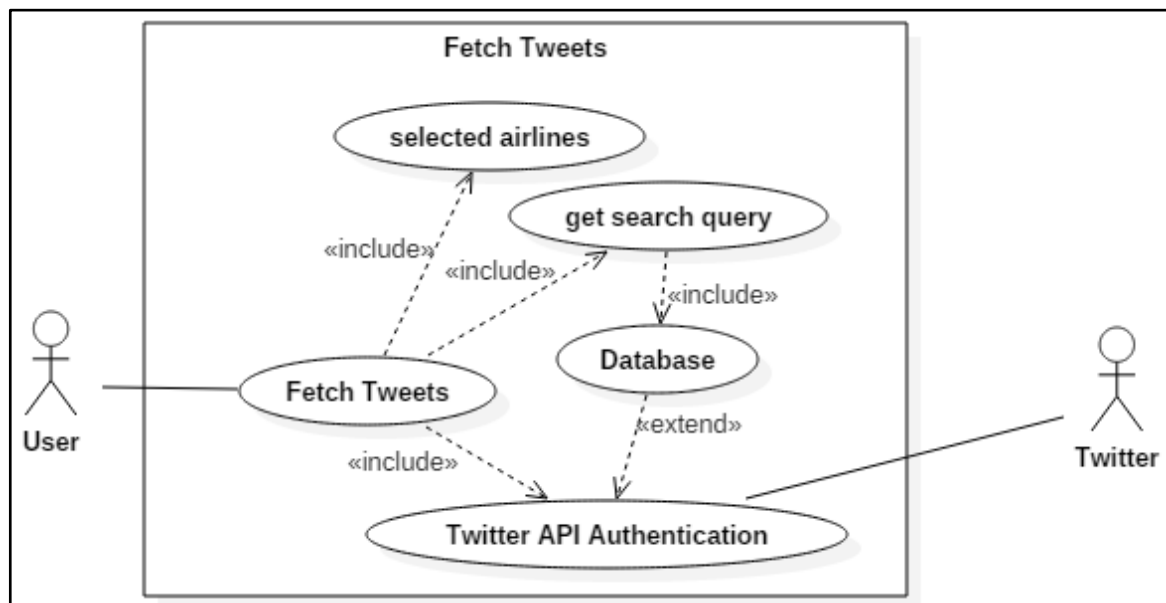 Fetch Tweets
selected airlines
get search query
«include»
«include»
«include»
Database
Fetch Tweets
«extend»
User
«include»
Twitter
Twitter API Authentication